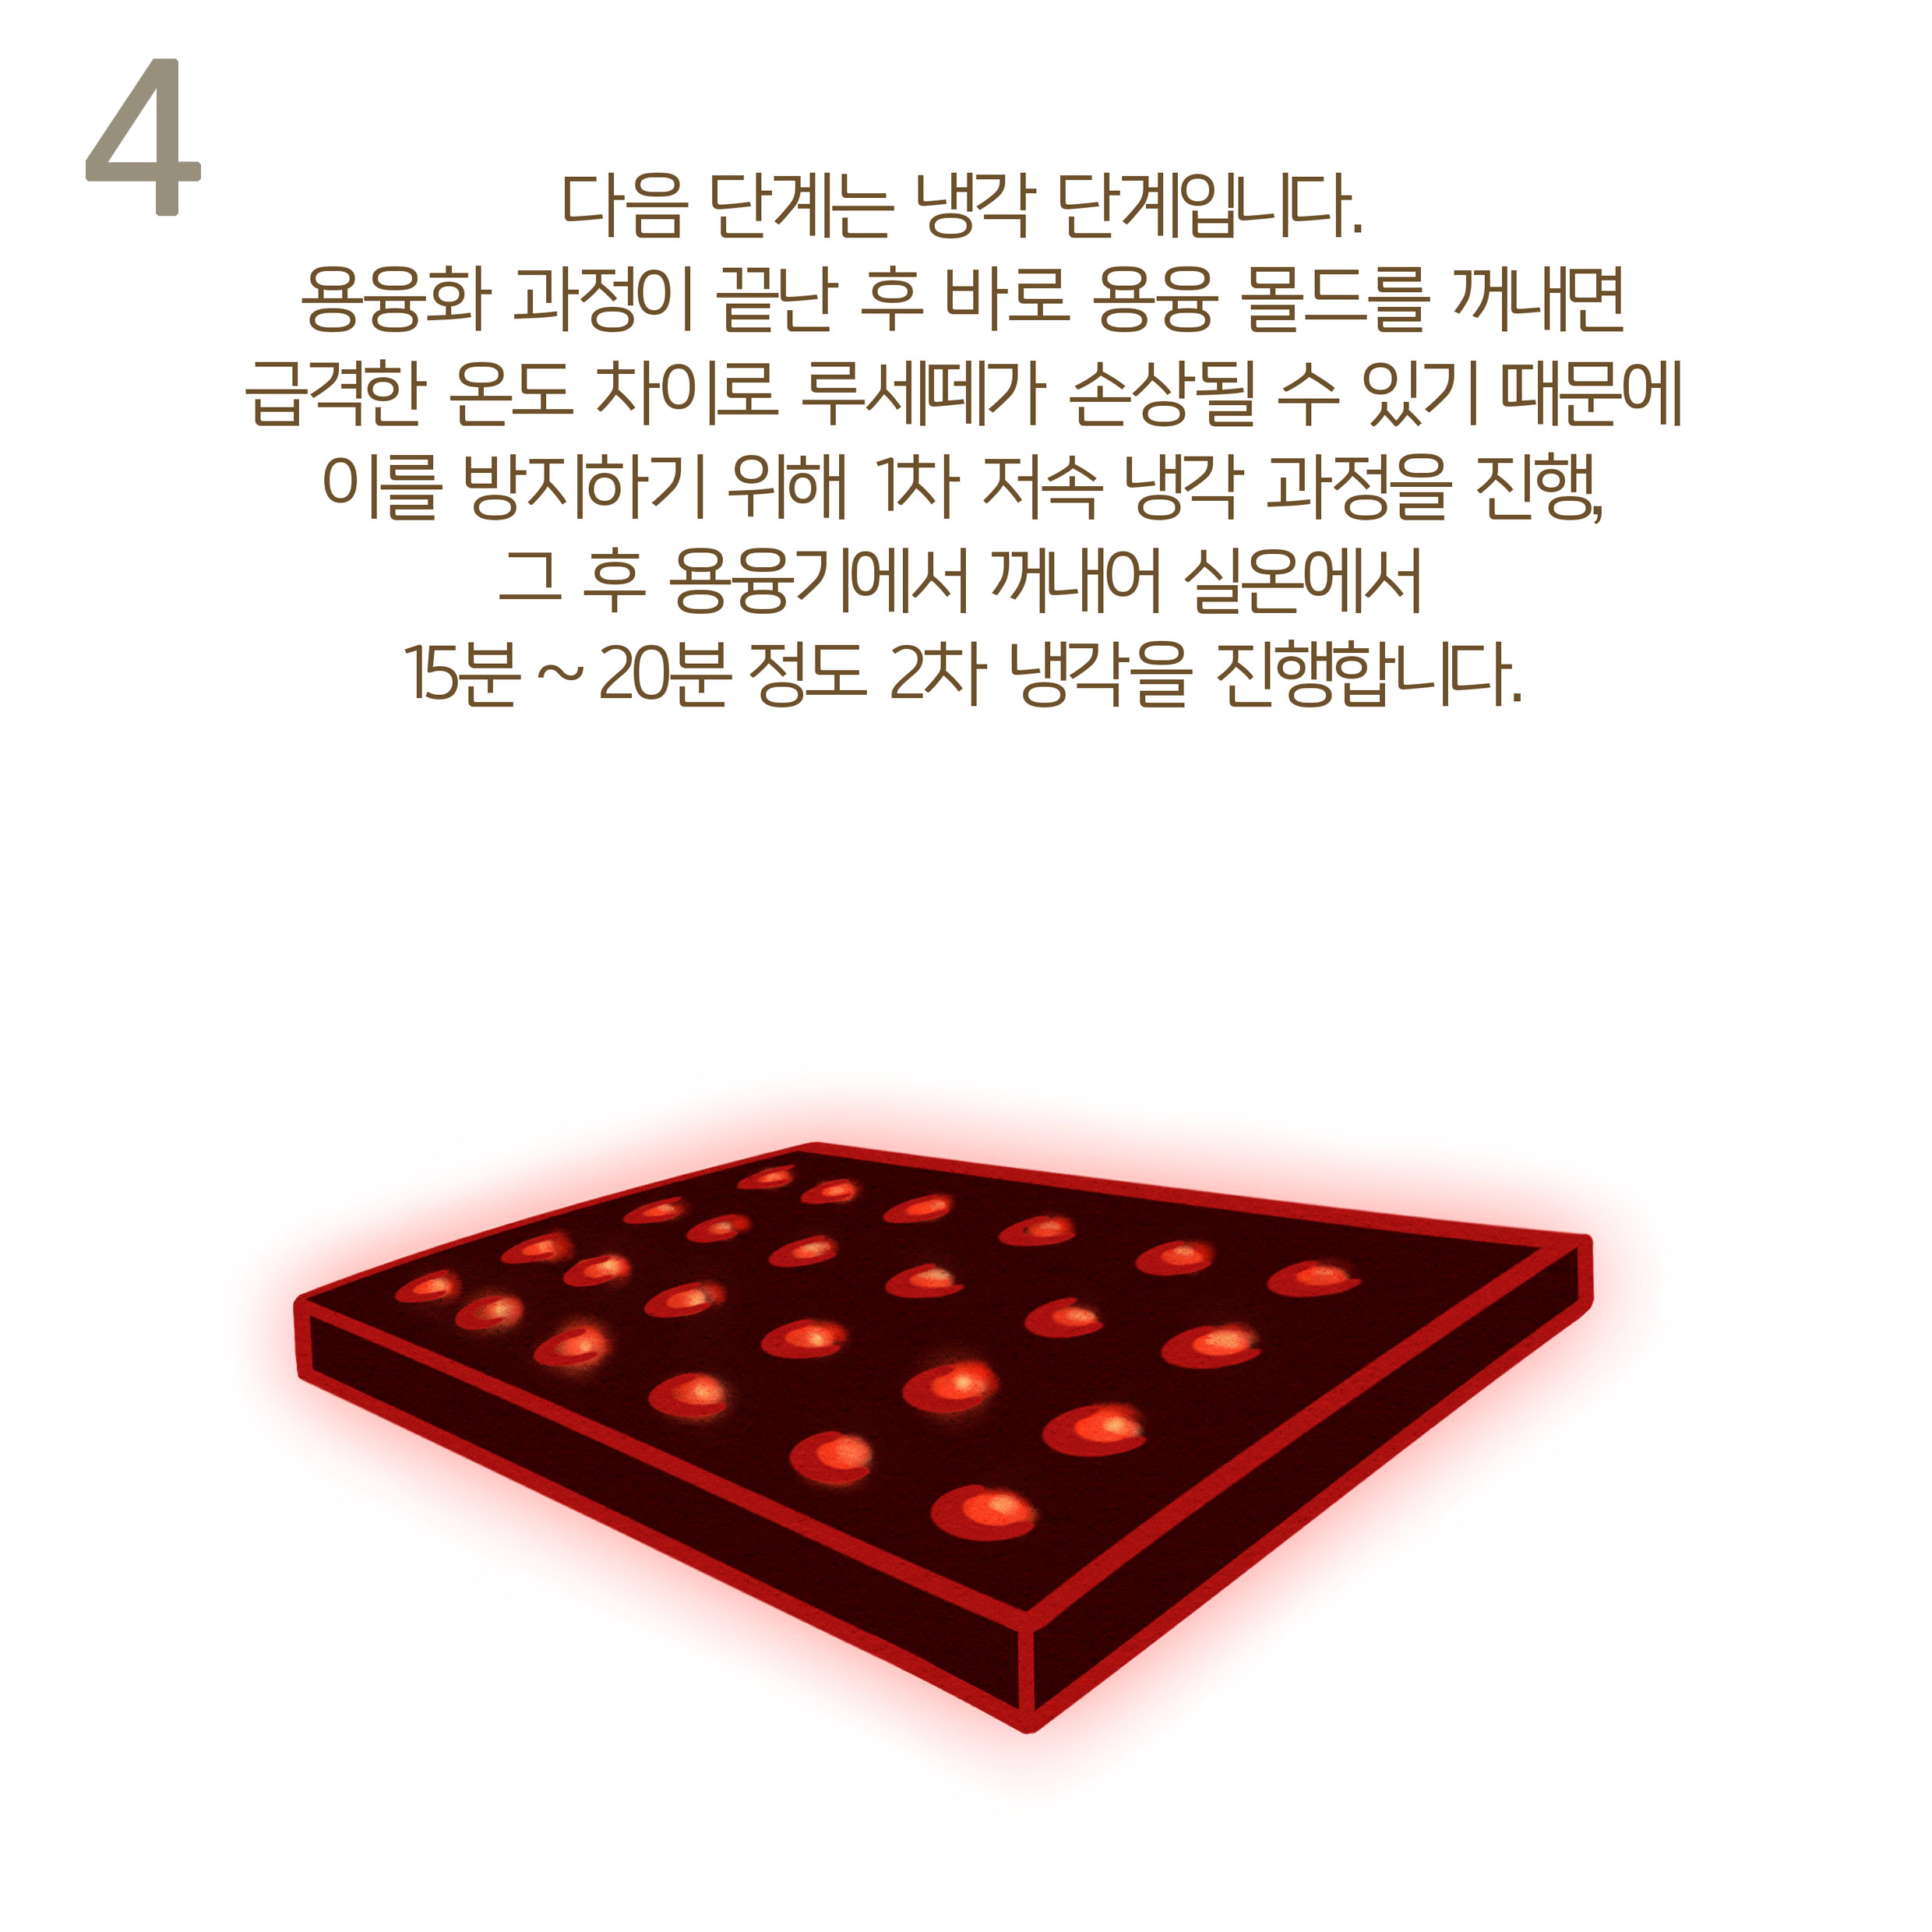 4
다음 단계는 냉각 단계입니다.
용융화 과정이 끝난 후 바로 용융 몰드를 꺼내면
급격한 온도 차이로 루세떼가 손상될 수 있기 때문에
이를 방지하기 위해 1차 저속 냉각 과정을 진행,
그 후 용융기에서 꺼내어 실온에서
15분 ~ 20분 정도 2차 냉각을 진행합니다.